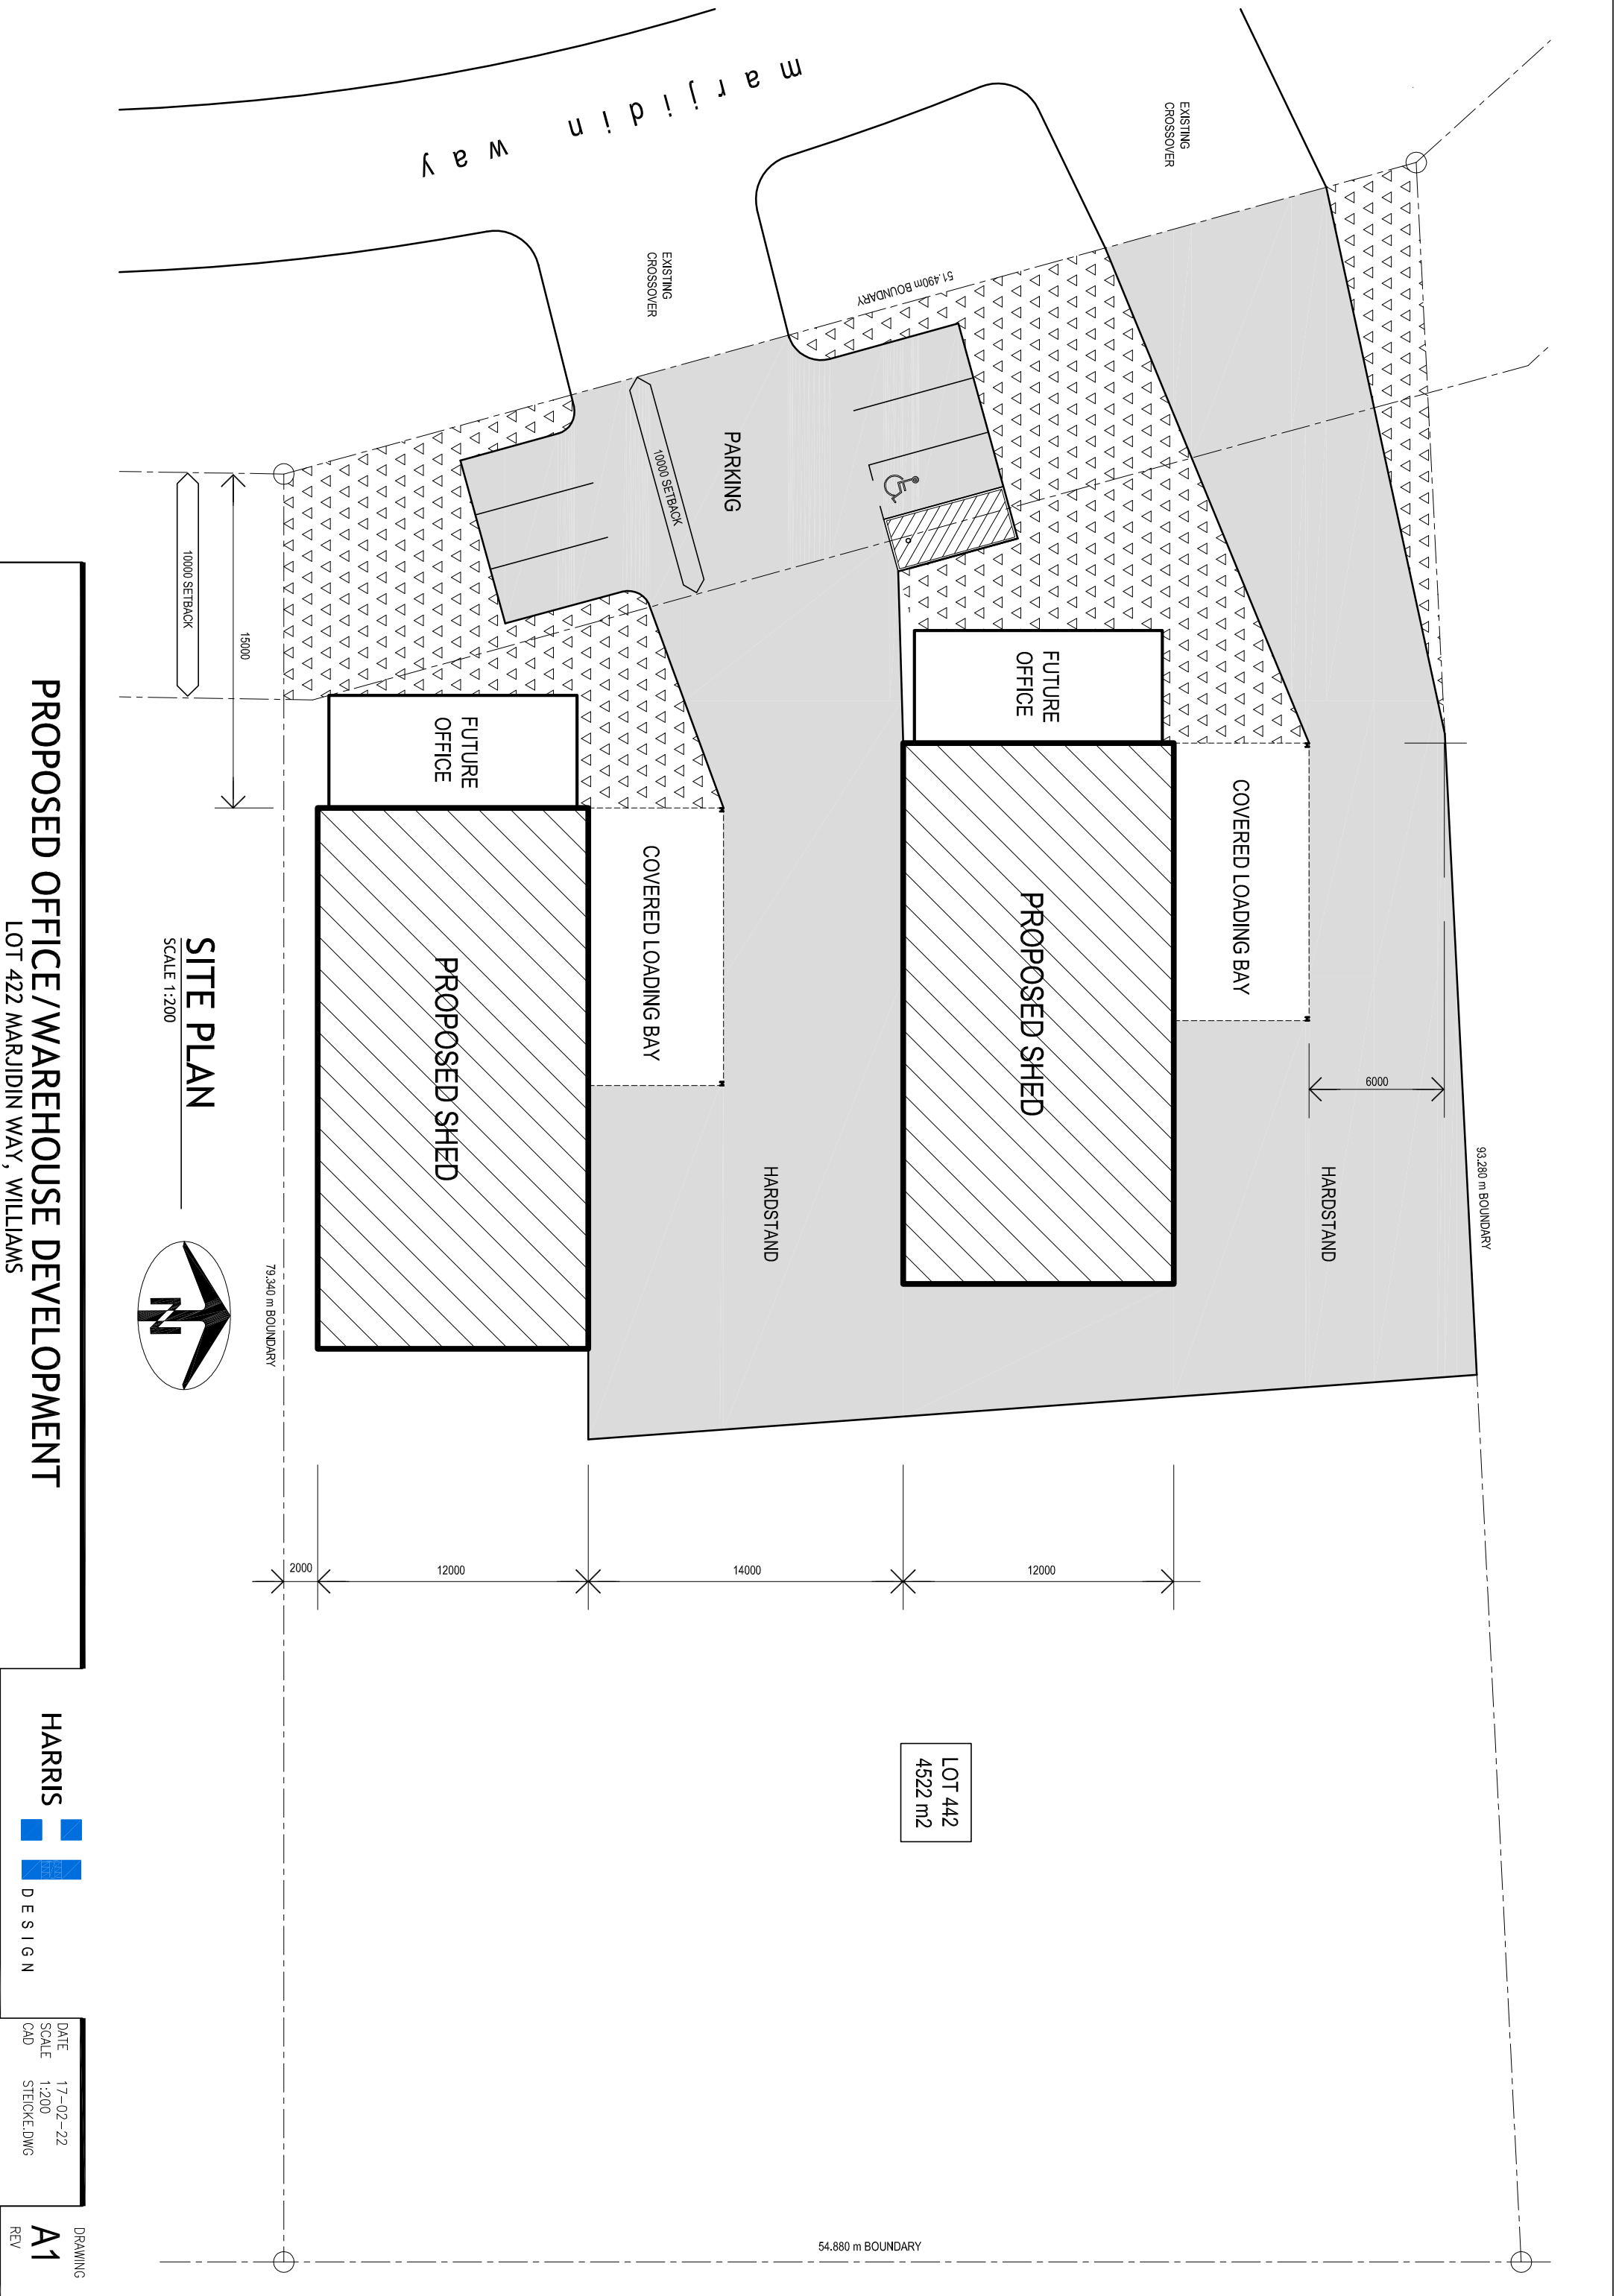 marjidin way
EXISTING
CROSSOVER
EXISTING
CROSSOVER
51.490m BOUNDARY
93.280 m BOUNDARY
PARKING
10000 SETBACK
10000 SETBACK
15000
FUTURE
OFFICE
FUTURE
OFFICE
COVERED LOADING BAY
COVERED LOADING BAY
PROPOSED SHED
PROPOSED SHED
6000
HARDSTAND
HARDSTAND
2000
12000
14000
12000
LOT 442
4522 m2
54.880 m BOUNDARY
79.340 m BOUNDARY
SITE PLAN
SCALE 1:200
N
PROPOSED OFFICE/WAREHOUSE DEVELOPMENT
LOT 422 MARJIDIN WAY, WILLIAMS
HARRIS
DESIGN
DATE 17-02-22
SCALE 1:200
CAD STEICKE.DWG
DRAWING
A1
REV